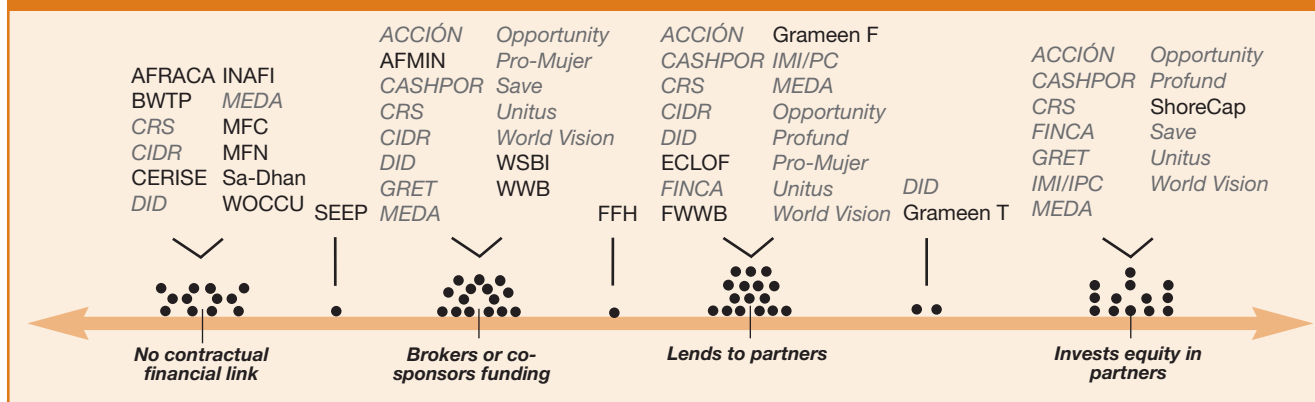 AFRACA INAFI
BWTP MEDA
CRS MFC
CIDR MFN
CERISE Sa-Dhan
DID WOCCU
SEEP
ACCIÓN Opportunity
AFMIN Pro-Mujer
CASHPOR Save
CRS Unitus
CIDR World Vision
DID WSBI
GRET WWB
MEDA
FFH
ACCIÓN Grameen F
CASHPOR IMI/PC
CRS MEDA
CIDR Opportunity
DID Profund
ECLOF Pro-Mujer
FINCA Unitus
FWWB World Vision
DID
Grameen T
ACCIÓN Opportunity
CASHPOR Profund
CRS ShoreCap
FINCA Save
GRET Unitus
IMI/IPC World Vision
MEDA
No contractual
financial link
Brokers or co-
sponsors funding
Lends to partners
Invests equity in
partners